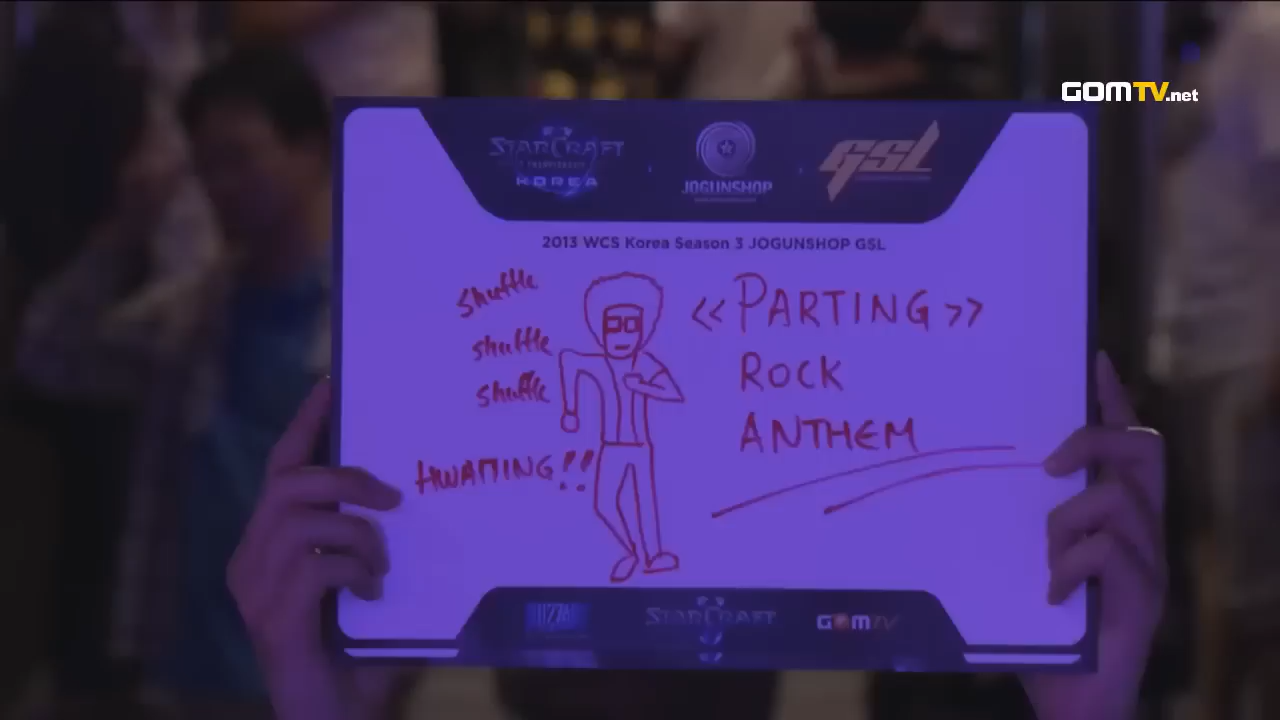 GOMTV.net
STARCRAFT
CHAMPIONSHIP
KOREA
JOGUNSHOP
GSL
2013 WCS Korea Season 3 JOGUNSHOP GSL
shuffle
shuffle
shuffle
HWAITING!!
<< PARTING >>
ROCK
ANTHEM
STARCRAFT
GOMTV